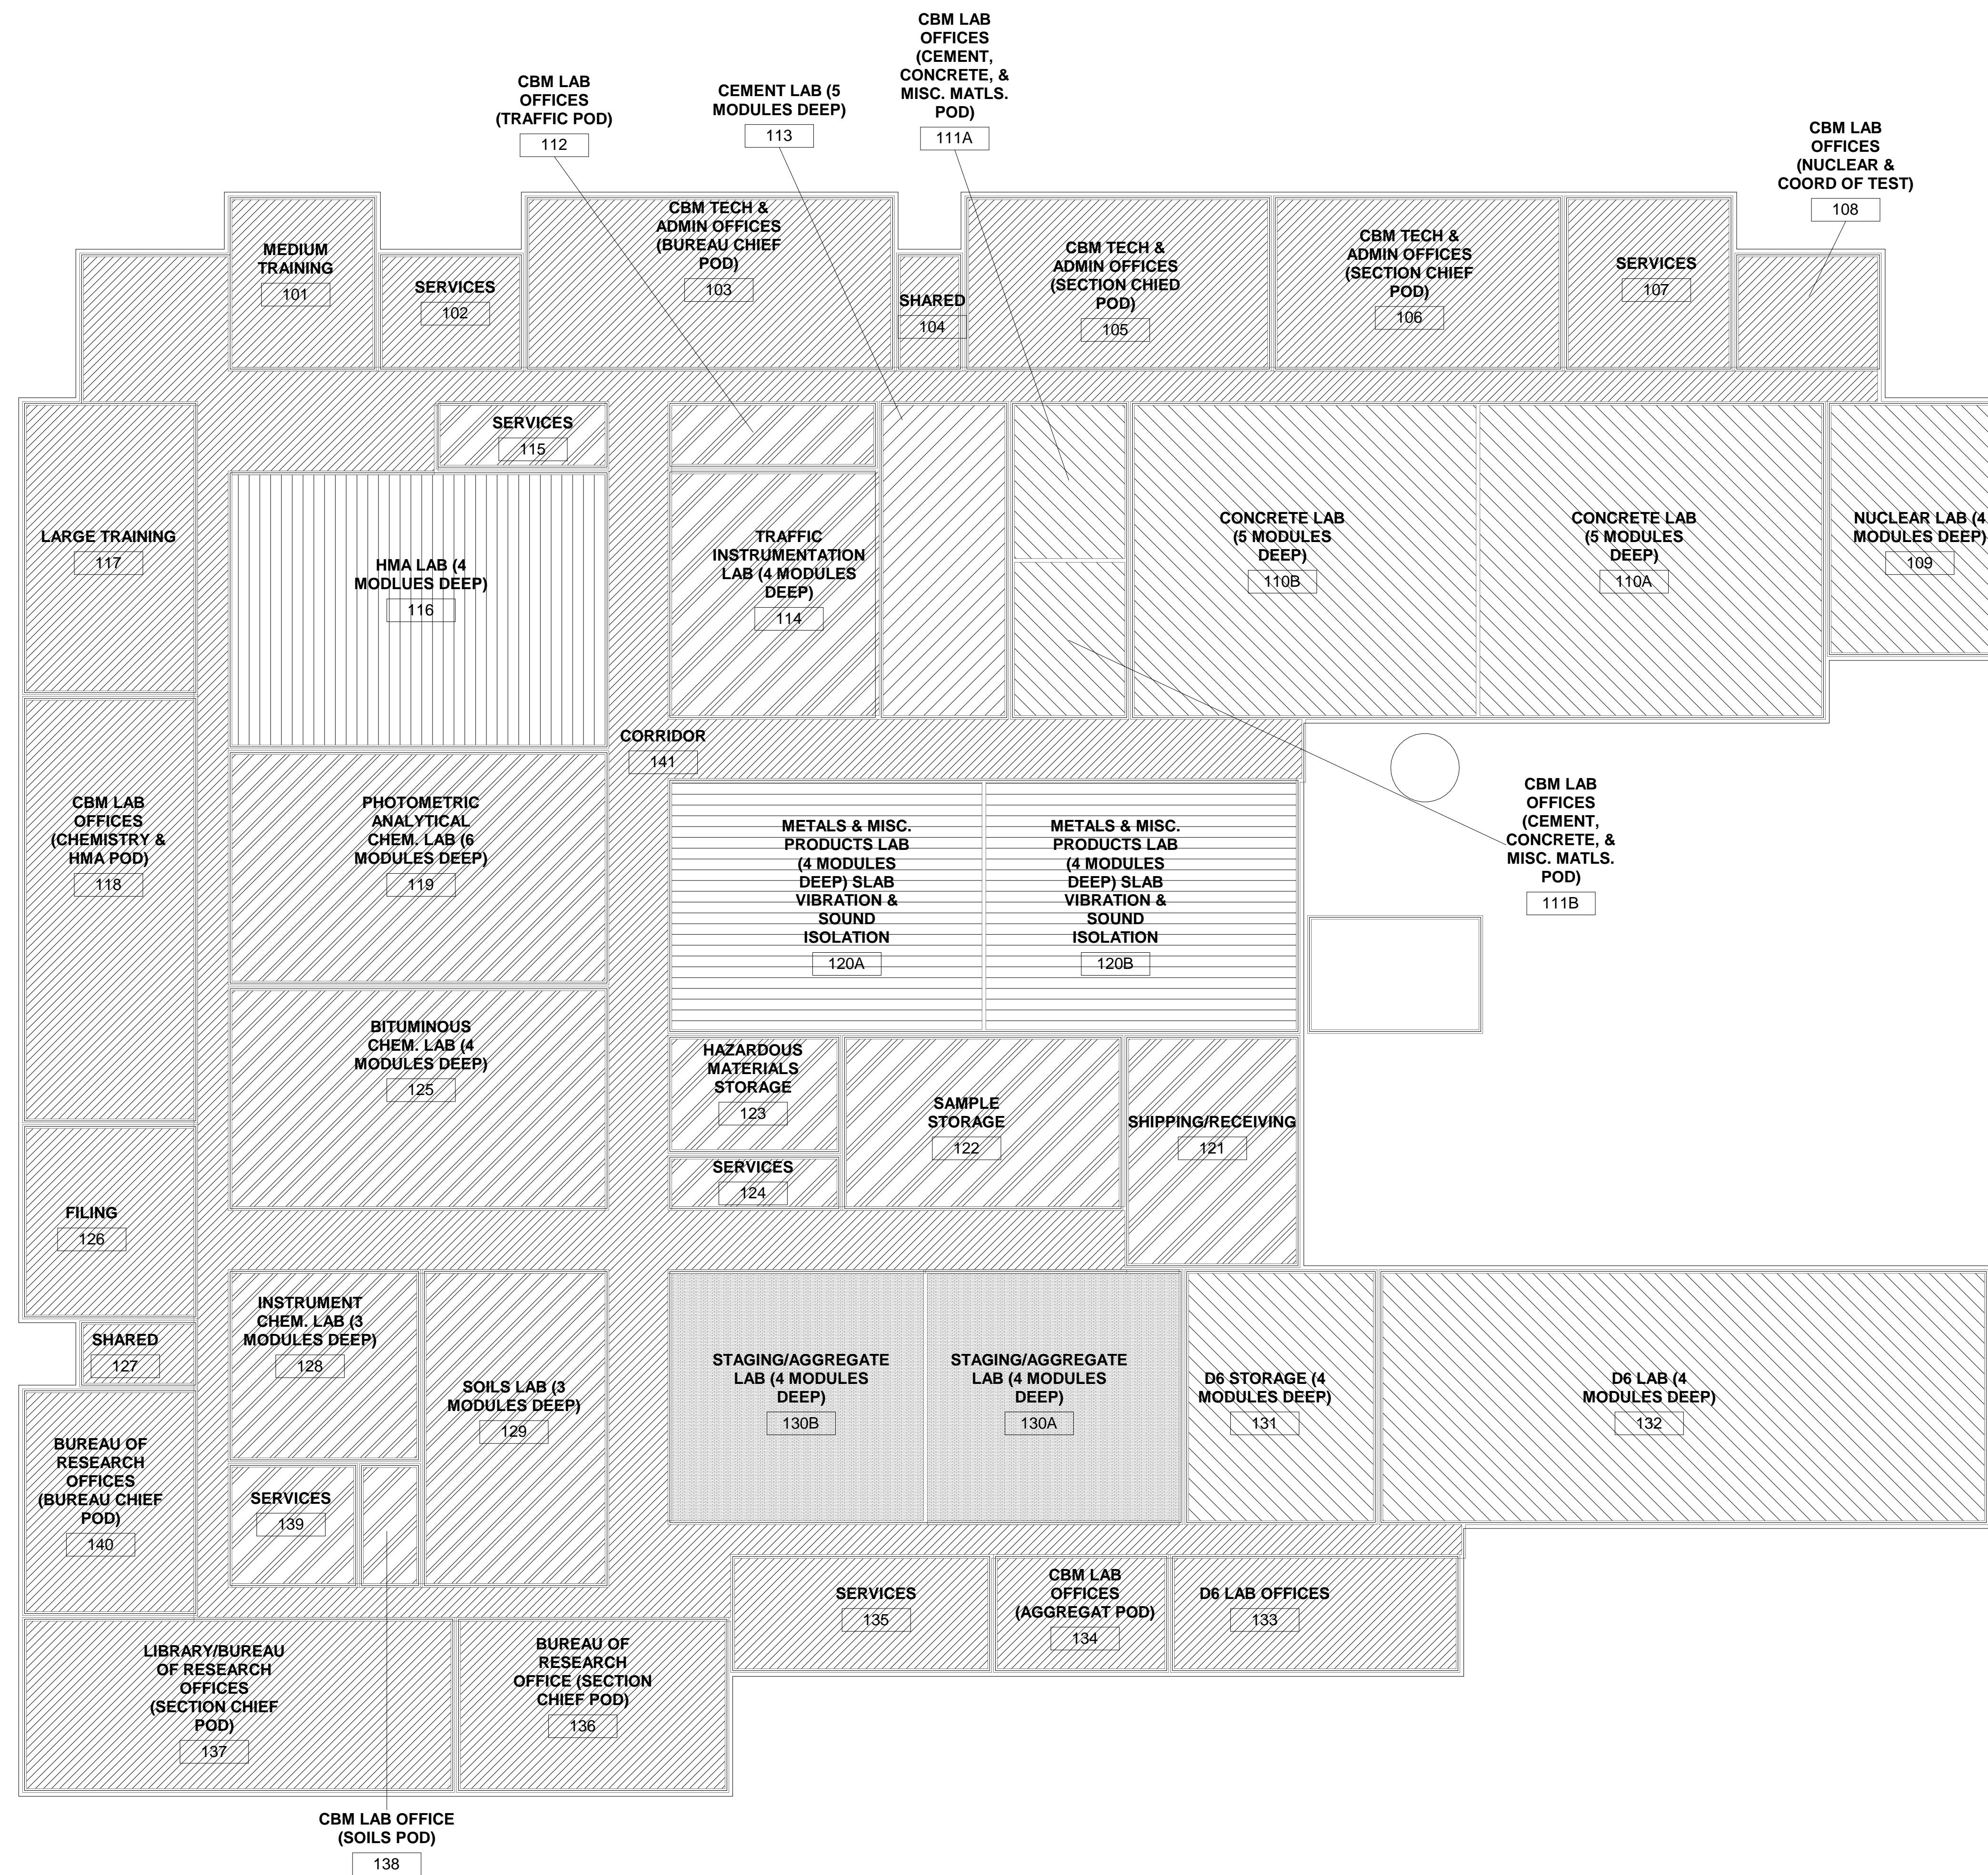 CBM LAB
OFFICES
(TRAFFIC POD)
112
CEMENT LAB (5
MODULES DEEP)
113
CBM LAB
OFFICES
(CEMENT,
CONCRETE, &
MISC. MATLS.
POD)
111A
CBM LAB
OFFICES
(NUCLEAR &
COORD OF TEST)
108
MEDIUM
TRAINING
101
SERVICES
102
CBM TECH &
ADMIN OFFICES
(BUREAU CHIEF
POD)
103
SHARED
104
CBM TECH &
ADMIN OFFICES
(SECTION CHIED
POD)
105
CBM TECH &
ADMIN OFFICES
(SECTION CHIEF
POD)
106
SERVICES
107
SERVICES
115
LARGE TRAINING
117
HMA LAB (4
MODLUES DEEP)
116
TRAFFIC
INSTRUMENTATION
LAB (4 MODULES
DEEP)
114
CONCRETE LAB
(5 MODULES
DEEP)
110B
CONCRETE LAB
(5 MODULES
DEEP)
110A
NUCLEAR LAB (4
MODULES DEEP)
109
CORRIDOR
141
CBM LAB
OFFICES
(CHEMISTRY &
HMA POD)
118
PHOTOMETRIC
ANALYTICAL
CHEM. LAB (6
MODULES DEEP)
119
METALS & MISC.
PRODUCTS LAB
(4 MODULES
DEEP) SLAB
VIBRATION &
SOUND
ISOLATION
120A
METALS & MISC.
PRODUCTS LAB
(4 MODULES
DEEP) SLAB
VIBRATION &
SOUND
ISOLATION
120B
CBM LAB
OFFICES
(CEMENT,
CONCRETE, &
MISC. MATLS.
POD)
111B
BITUMINOUS
CHEM. LAB (4
MODULES DEEP)
125
HAZARDOUS
MATERIALS
STORAGE
123
SAMPLE
STORAGE
122
SHIPPING/RECEIVING
121
SERVICES
124
FILING
126
SHARED
127
INSTRUMENT
CHEM. LAB (3
MODULES DEEP)
128
SOILS LAB (3
MODULES DEEP)
129
STAGING/AGGREGATE
LAB (4 MODULES
DEEP)
130B
STAGING/AGGREGATE
LAB (4 MODULES
DEEP)
130A
D6 STORAGE (4
MODULES DEEP)
131
D6 LAB (4
MODULES DEEP)
132
BUREAU OF
RESEARCH
OFFICES
(BUREAU CHIEF
POD)
140
SERVICES
139
SERVICES
135
CBM LAB
OFFICES
(AGGREGAT POD)
134
D6 LAB OFFICES
133
LIBRARY/BUREAU
OF RESEARCH
OFFICES
(SECTION CHIEF
POD)
137
BUREAU OF
RESEARCH
OFFICE (SECTION
CHIEF POD)
136
CBM LAB OFFICE
(SOILS POD)
138